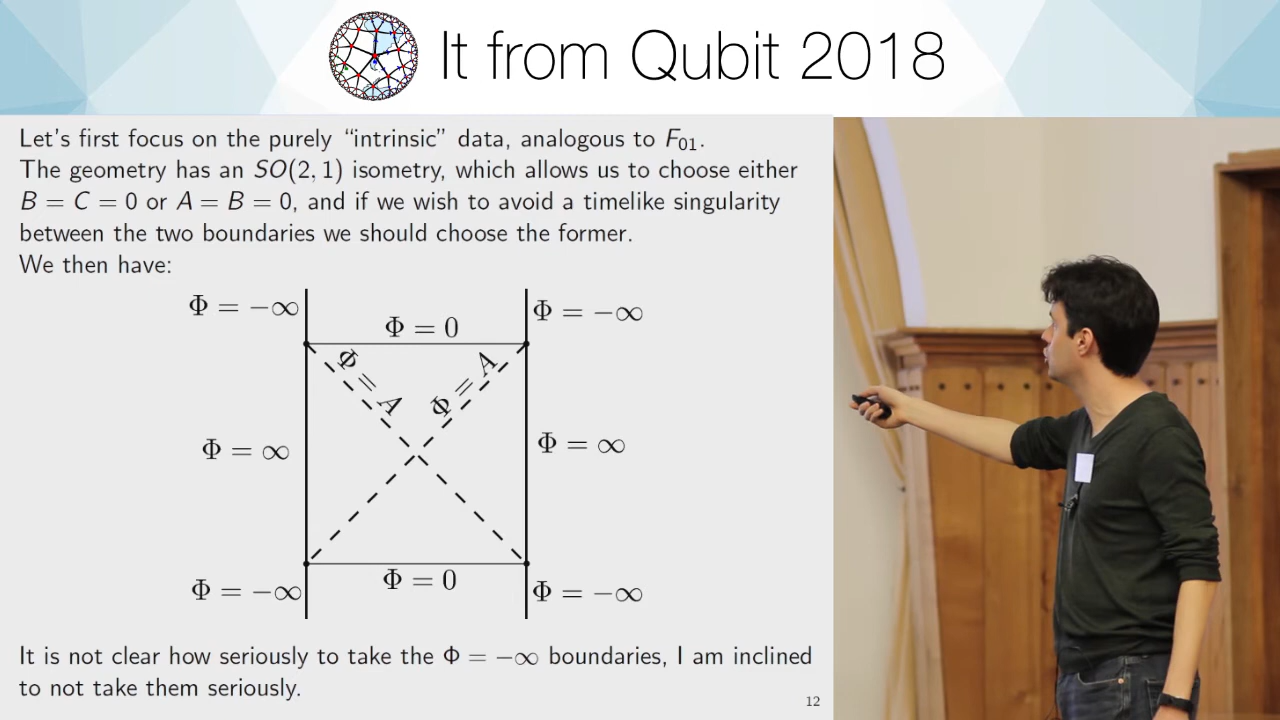 It from Qubit 2018
Let's first focus on the purely “intrinsic” data, analogous to F₀₁.
The geometry has an SO(2, 1) isometry, which allows us to choose either
B = C = 0 or A = B = 0, and if we wish to avoid a timelike singularity
between the two boundaries we should choose the former.
We then have:
Φ = −∞
Φ = −∞
Φ = 0
Φ = A
Φ = A
Φ = ∞
Φ = ∞
Φ = 0
Φ = −∞
Φ = −∞
It is not clear how seriously to take the Φ = −∞ boundaries, I am inclined
to not take them seriously.
12